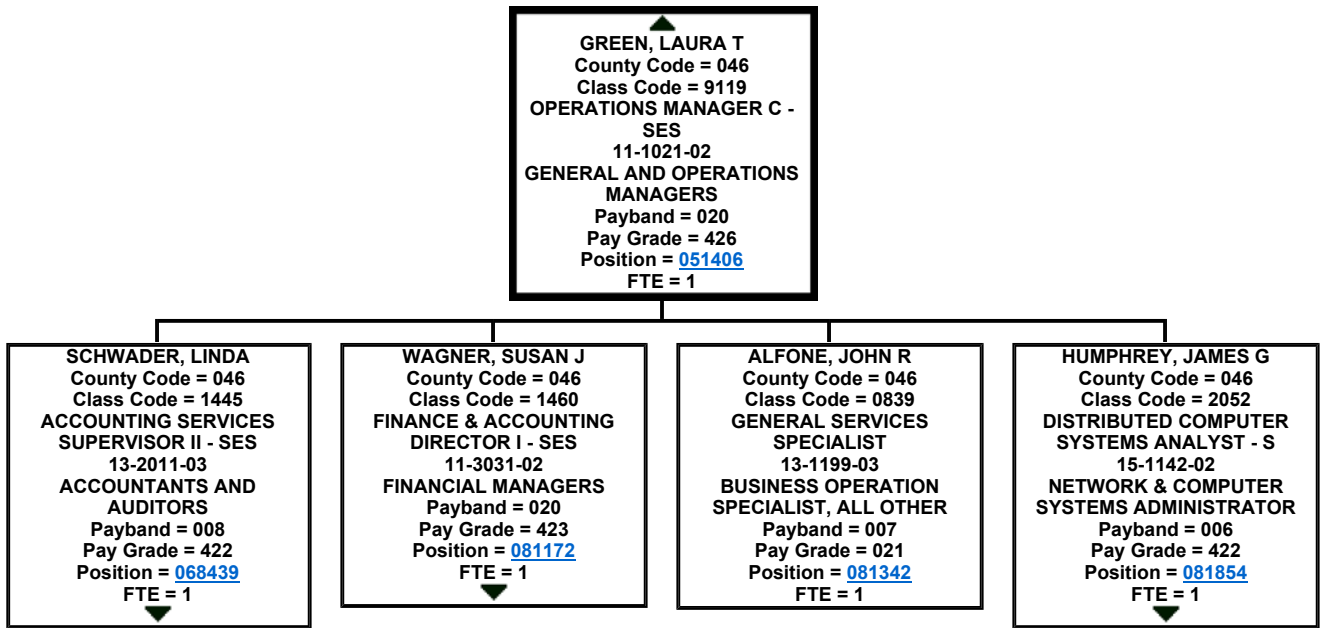 GREEN, LAURA T
County Code = 046
Class Code = 9119
OPERATIONS MANAGER C -
SES
11-1021-02
GENERAL AND OPERATIONS
MANAGERS
Payband = 020
Pay Grade = 426
Position = 051406
FTE = 1
SCHWADER, LINDA
County Code = 046
Class Code = 1445
ACCOUNTING SERVICES
SUPERVISOR II - SES
13-2011-03
ACCOUNTANTS AND
AUDITORS
Payband = 008
Pay Grade = 422
Position = 068439
FTE = 1
WAGNER, SUSAN J
County Code = 046
Class Code = 1460
FINANCE & ACCOUNTING
DIRECTOR I - SES
11-3031-02
FINANCIAL MANAGERS
Payband = 020
Pay Grade = 423
Position = 081172
FTE = 1
ALFONE, JOHN R
County Code = 046
Class Code = 0839
GENERAL SERVICES
SPECIALIST
13-1199-03
BUSINESS OPERATION
SPECIALIST, ALL OTHER
Payband = 007
Pay Grade = 021
Position = 081342
FTE = 1
HUMPHREY, JAMES G
County Code = 046
Class Code = 2052
DISTRIBUTED COMPUTER
SYSTEMS ANALYST - S
15-1142-02
NETWORK & COMPUTER
SYSTEMS ADMINISTRATOR
Payband = 006
Pay Grade = 422
Position = 081854
FTE = 1